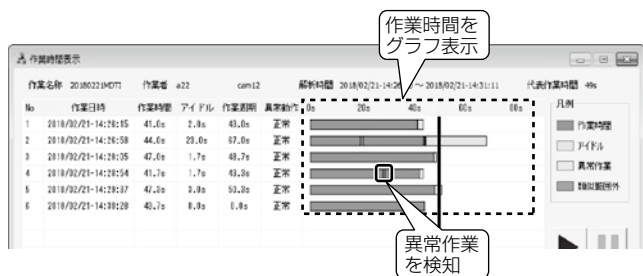 作業時間を
グラフ表示
作業時間表示
作業名称 20180221MDTI 作業者 a22 cam12 解析時間 2018/02/21-14:26 ～ 2018/02/21-14:31:11 代表作業時間 49s
No 作業日時 作業時間 アイドル 作業周期 異常動作 0s 20s 40s 60s 80s 凡例
1 2018/02/21-14:26:15 41.0s 2.0s 43.0s 正常
作業時間
2 2018/02/21-14:26:58 44.0s 23.0s 67.0s 正常
アイドル
3 2018/02/21-14:28:05 47.0s 1.7s 48.7s 正常
異常作業
4 2018/02/21-14:28:54 41.7s 1.7s 43.3s 正常
類似範囲外
5 2018/02/21-14:29:37 47.3s 3.0s 50.3s 正常
6 2018/02/21-14:30:28 43.7s 0.0s 0.0s 正常
異常作業
を検知